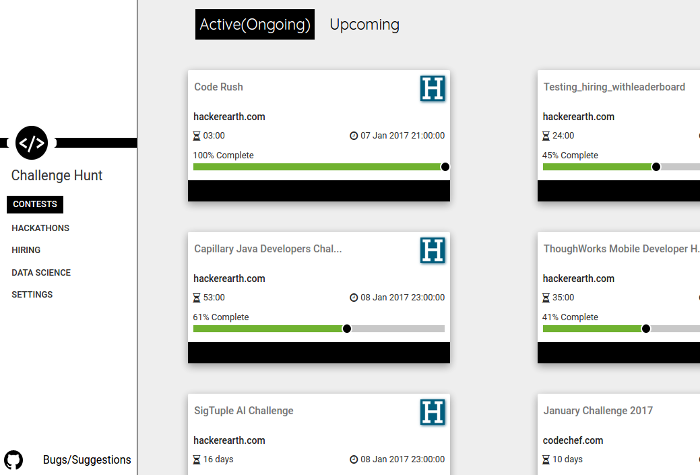 Active(Ongoing) Upcoming
Code Rush
hackerearth.com
03:00 07 Jan 2017 21:00:00
100% Complete
Testing_hiring_withleaderboard
hackerearth.com
24:00
45% Complete
</>
Challenge Hunt
CONTESTS
HACKATHONS
HIRING
DATA SCIENCE
SETTINGS
Capillary Java Developers Chal...
hackerearth.com
53:00 08 Jan 2017 23:00:00
61% Complete
ThoughWorks Mobile Developer H.
hackerearth.com
35:00
41% Complete
SigTuple AI Challenge
hackerearth.com
16 days 08 Jan 2017 23:00:00
January Challenge 2017
codechef.com
10 days
Bugs/Suggestions